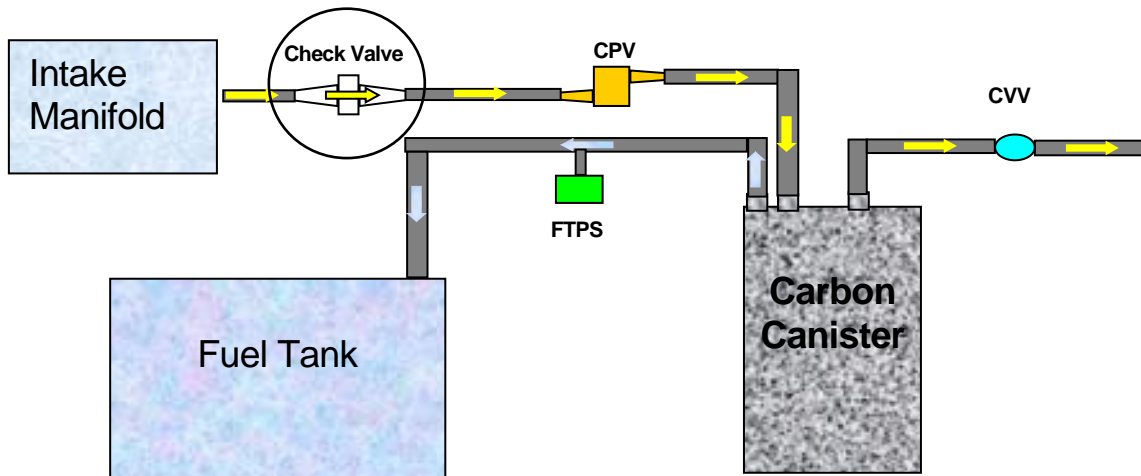 Intake
Manifold
Check Valve
CPV
CVV
FTPS
Fuel Tank
Carbon
Canister